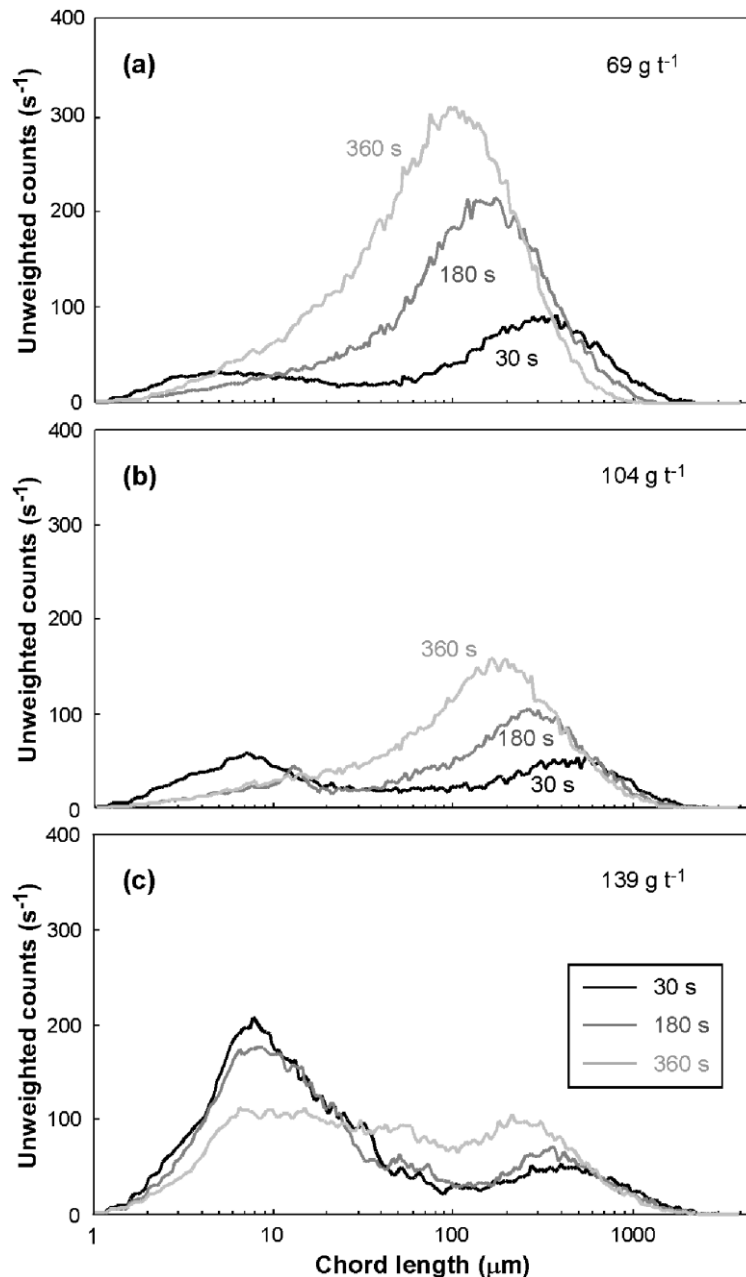 400
(a)
69 g t⁻¹
300
360 s
200
180 s
100
30 s
0
Unweighted counts (s⁻¹)
400
(b)
104 g t⁻¹
300
200
360 s
100
180 s
30 s
0
Unweighted counts (s⁻¹)
400
(c)
139 g t⁻¹
300
30 s
200
180 s
360 s
100
0
Unweighted counts (s⁻¹)
1 10 100 1000
Chord length (μm)